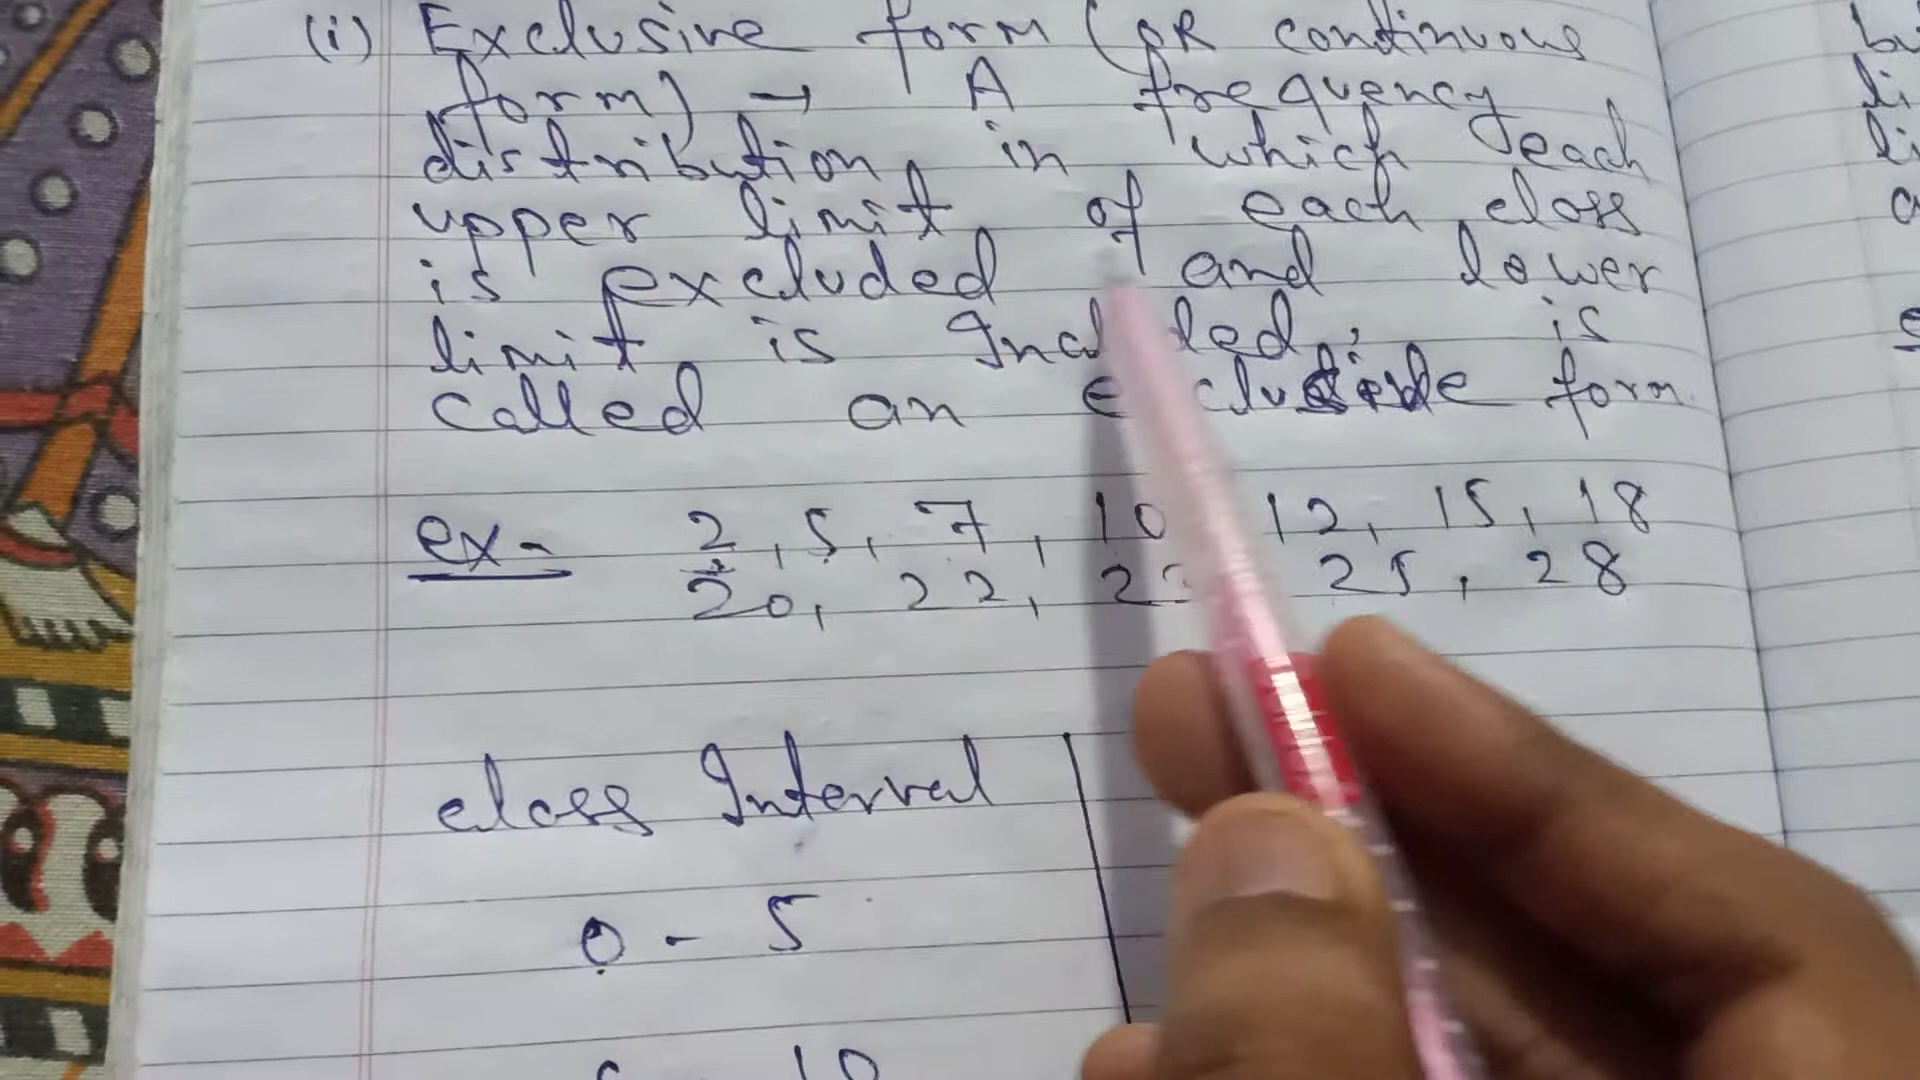 (i) Exclusive form (OR continuous
form) → A frequency
distribution in which each
upper limit of each class
is excluded and lower
limit is Included, is
called an exclusive form
ex- 2, 5, 7, 10 12, 15, 18
20, 22, 25, 28
class Interval
0 - 5
10